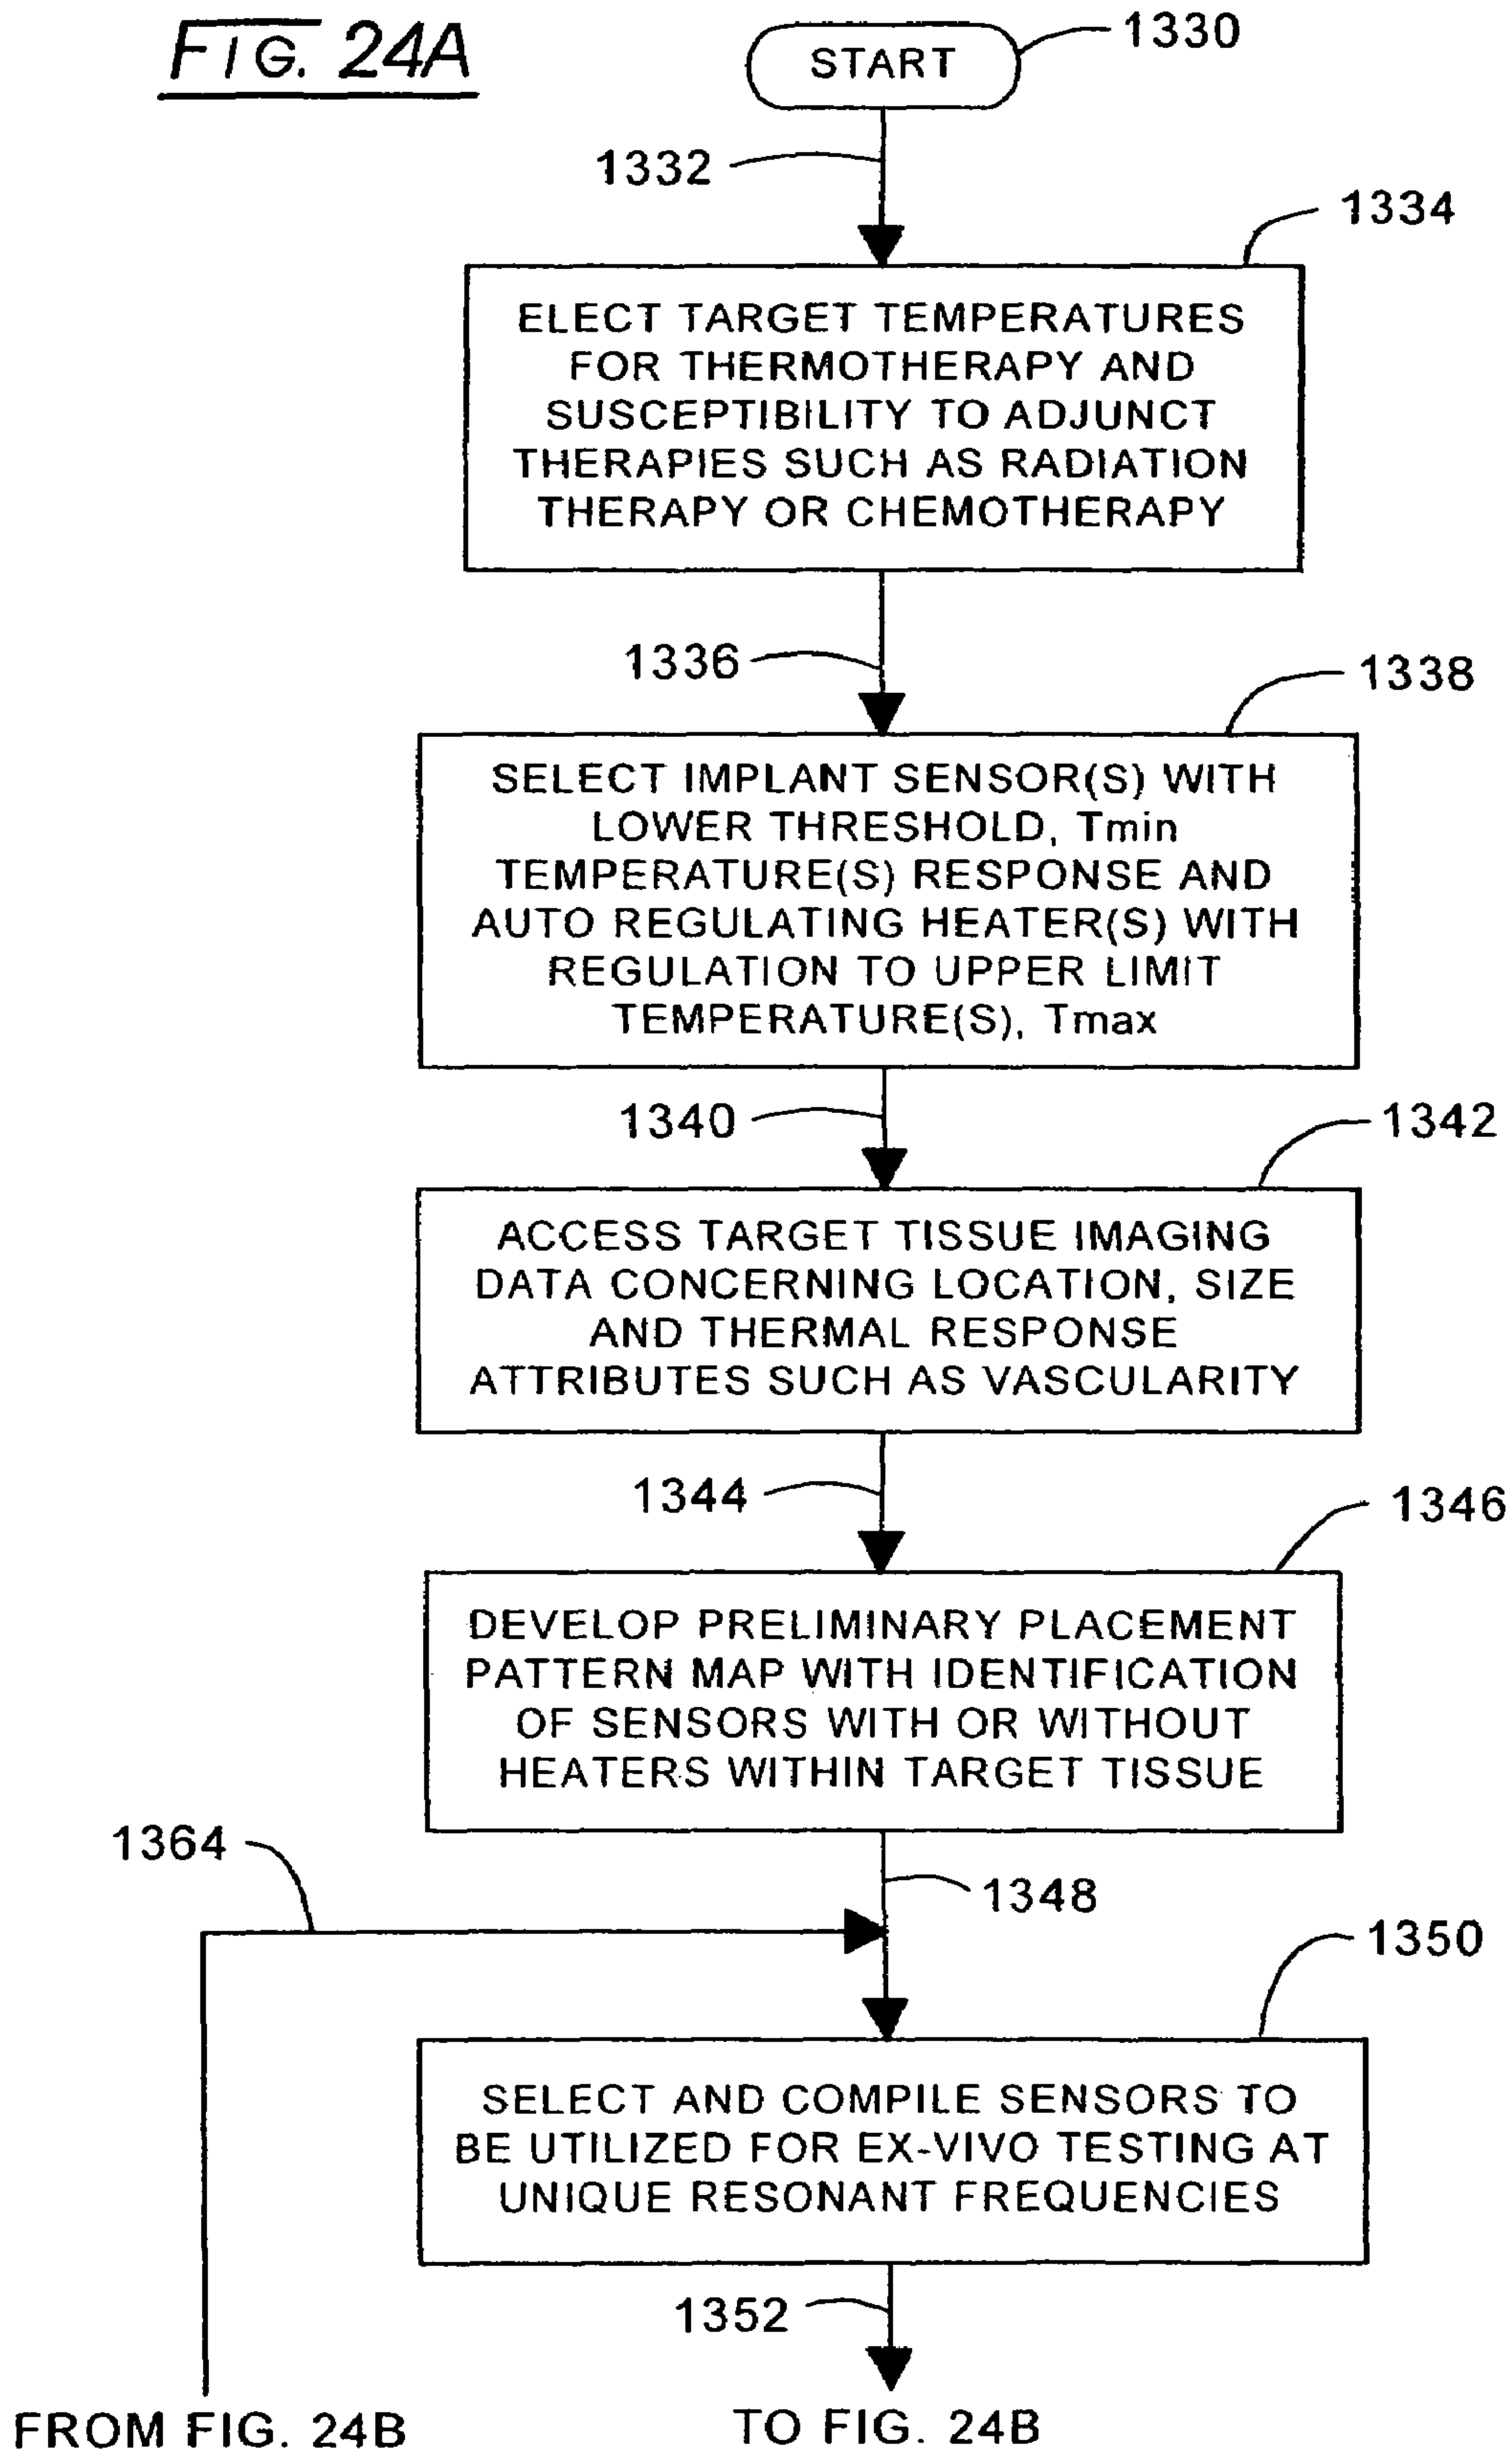 FIG. 24A
START
1330
1332
1334
ELECT TARGET TEMPERATURES
FOR THERMOTHERAPY AND
SUSCEPTIBILITY TO ADJUNCT
THERAPIES SUCH AS RADIATION
THERAPY OR CHEMOTHERAPY
1336
1338
SELECT IMPLANT SENSOR(S) WITH
LOWER THRESHOLD, Tmin
TEMPERATURE(S) RESPONSE AND
AUTO REGULATING HEATER(S) WITH
REGULATION TO UPPER LIMIT
TEMPERATURE(S), Tmax
1340
1342
ACCESS TARGET TISSUE IMAGING
DATA CONCERNING LOCATION, SIZE
AND THERMAL RESPONSE
ATTRIBUTES SUCH AS VASCULARITY
1344
1346
DEVELOP PRELIMINARY PLACEMENT
PATTERN MAP WITH IDENTIFICATION
OF SENSORS WITH OR WITHOUT
HEATERS WITHIN TARGET TISSUE
1364
1348
1350
SELECT AND COMPILE SENSORS TO
BE UTILIZED FOR EX-VIVO TESTING AT
UNIQUE RESONANT FREQUENCIES
1352
FROM FIG. 24B
TO FIG. 24B